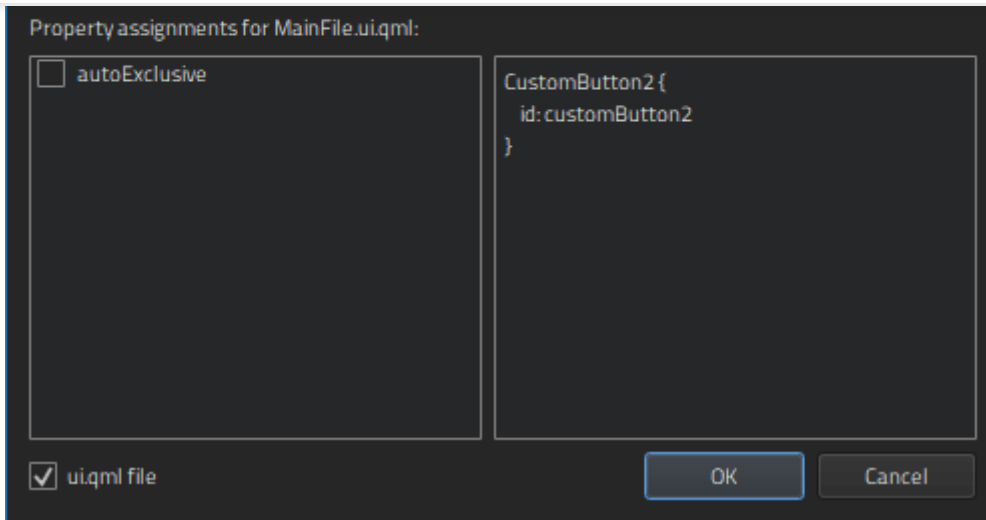 Property assignments for MainFile.ui.qml:
autoExclusive
CustomButton2 {
id: customButton2
}
ui.qml file
OK
Cancel